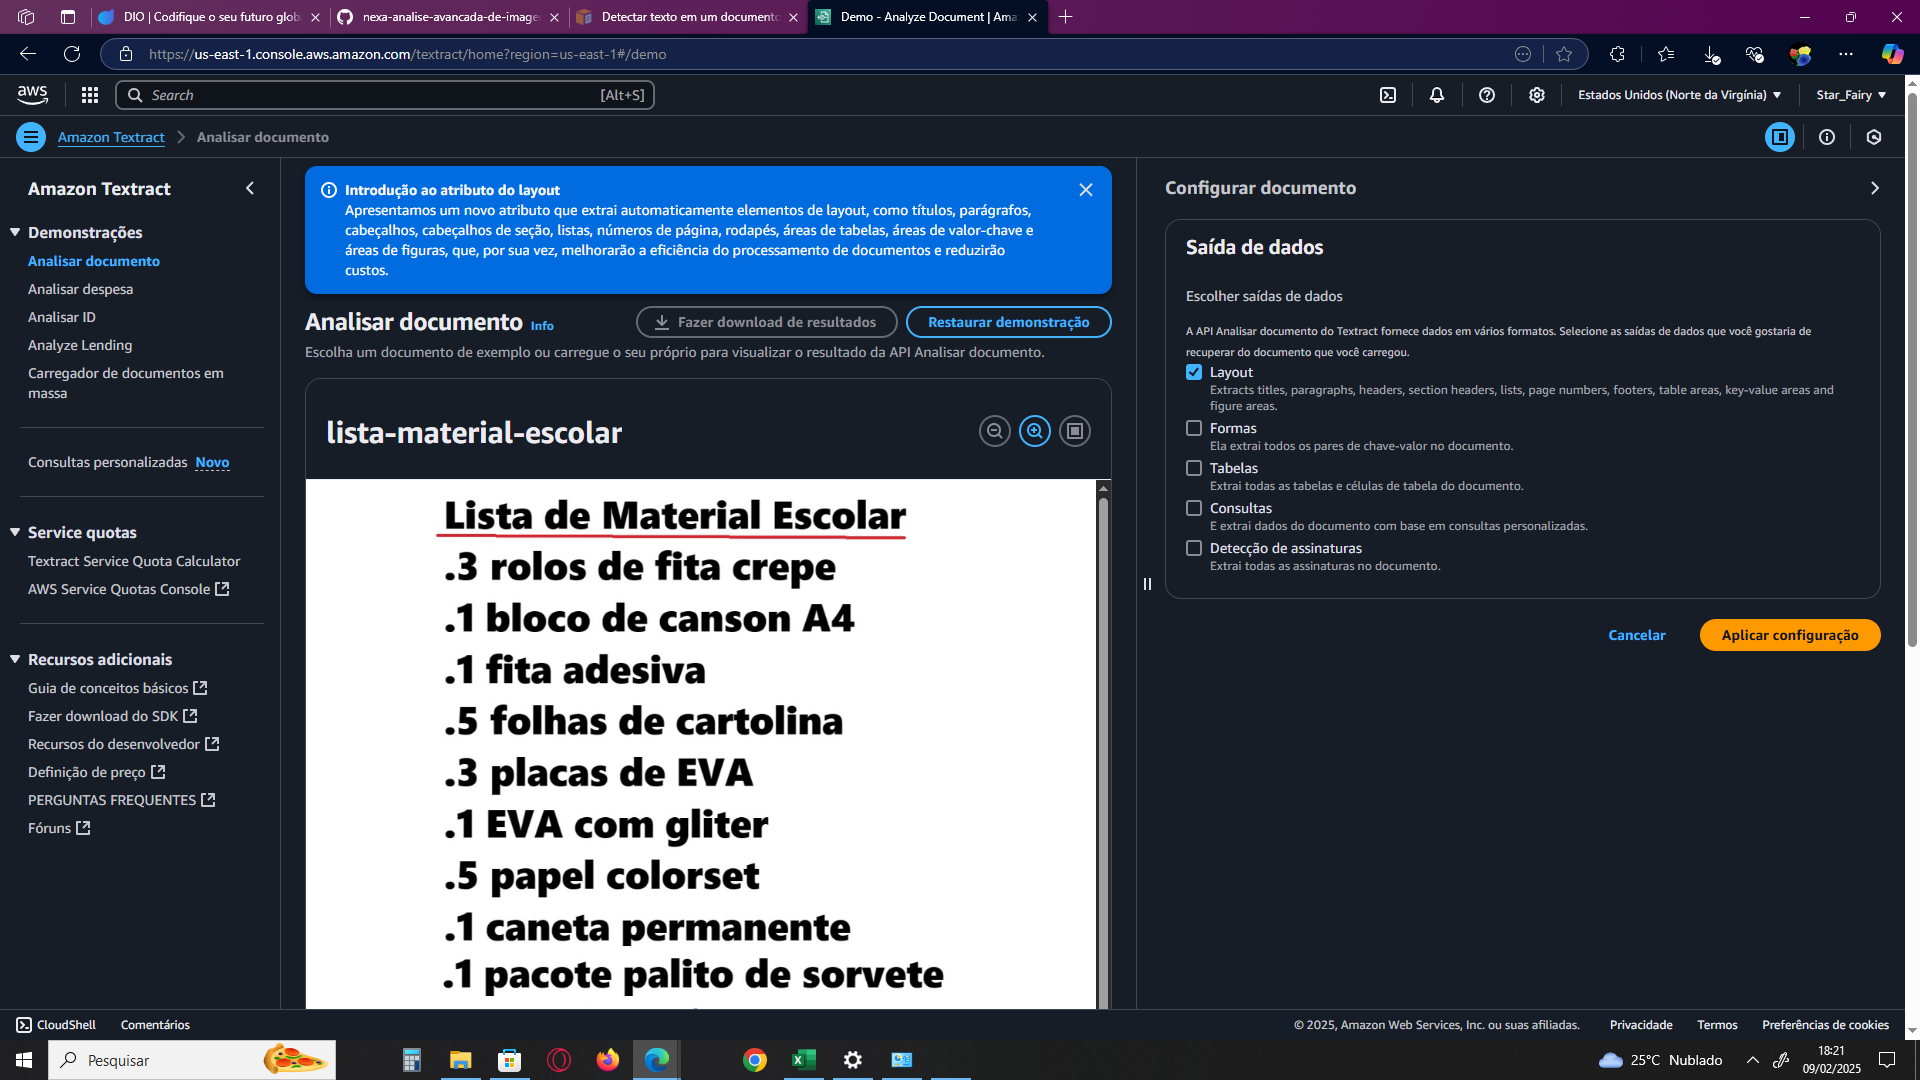 DIO | Codifique o seu futuro glob
nexa-analise-avancada-de-image
Detectar texto em um documento
Demo - Analyze Document | Ama
https://us-east-1.console.aws.amazon.com/textract/home?region=us-east-1#/demo
aws
Search
[Alt+S]
Estados Unidos (Norte da Virgínia)
Star_Fairy
Amazon Textract
Analisar documento
Amazon Textract
Demonstrações
Analisar documento
Analisar despesa
Analisar ID
Analyze Lending
Carregador de documentos em
massa
Consultas personalizadas Novo
Service quotas
Textract Service Quota Calculator
AWS Service Quotas Console
Recursos adicionais
Guia de conceitos básicos
Fazer download do SDK
Recursos do desenvolvedor
Definição de preço
PERGUNTAS FREQUENTES
Fóruns
Introdução ao atributo do layout
Apresentamos um novo atributo que extrai automaticamente elementos de layout, como títulos, parágrafos,
cabeçalhos, cabeçalhos de seção, listas, números de página, rodapés, áreas de tabelas, áreas de valor-chave e
áreas de figuras, que, por sua vez, melhorarão a eficiência do processamento de documentos e reduzirão
custos.
Analisar documento Info
Fazer download de resultados
Restaurar demonstração
Escolha um documento de exemplo ou carregue o seu próprio para visualizar o resultado da API Analisar documento.
lista-material-escolar
Lista de Material Escolar
.3 rolos de fita crepe
.1 bloco de canson A4
.1 fita adesiva
.5 folhas de cartolina
.3 placas de EVA
.1 EVA com gliter
.5 papel colorset
.1 caneta permanente
.1 pacote palito de sorvete
Configurar documento
Saída de dados
Escolher saídas de dados
A API Analisar documento do Textract fornece dados em vários formatos. Selecione as saídas de dados que você gostaria de
recuperar do documento que você carregou.
Layout
Extracts titles, paragraphs, headers, section headers, lists, page numbers, footers, table areas, key-value areas and
figure areas.
Formas
Ela extrai todos os pares de chave-valor no documento.
Tabelas
Extrai todas as tabelas e células de tabela do documento.
Consultas
E extrai dados do documento com base em consultas personalizadas.
Detecção de assinaturas
Extrai todas as assinaturas no documento.
Cancelar
Aplicar configuração
CloudShell
Comentários
© 2025, Amazon Web Services, Inc. ou suas afiliadas.
Privacidade
Termos
Preferências de cookies
Pesquisar
25°C Nublado
18:21
09/02/2025